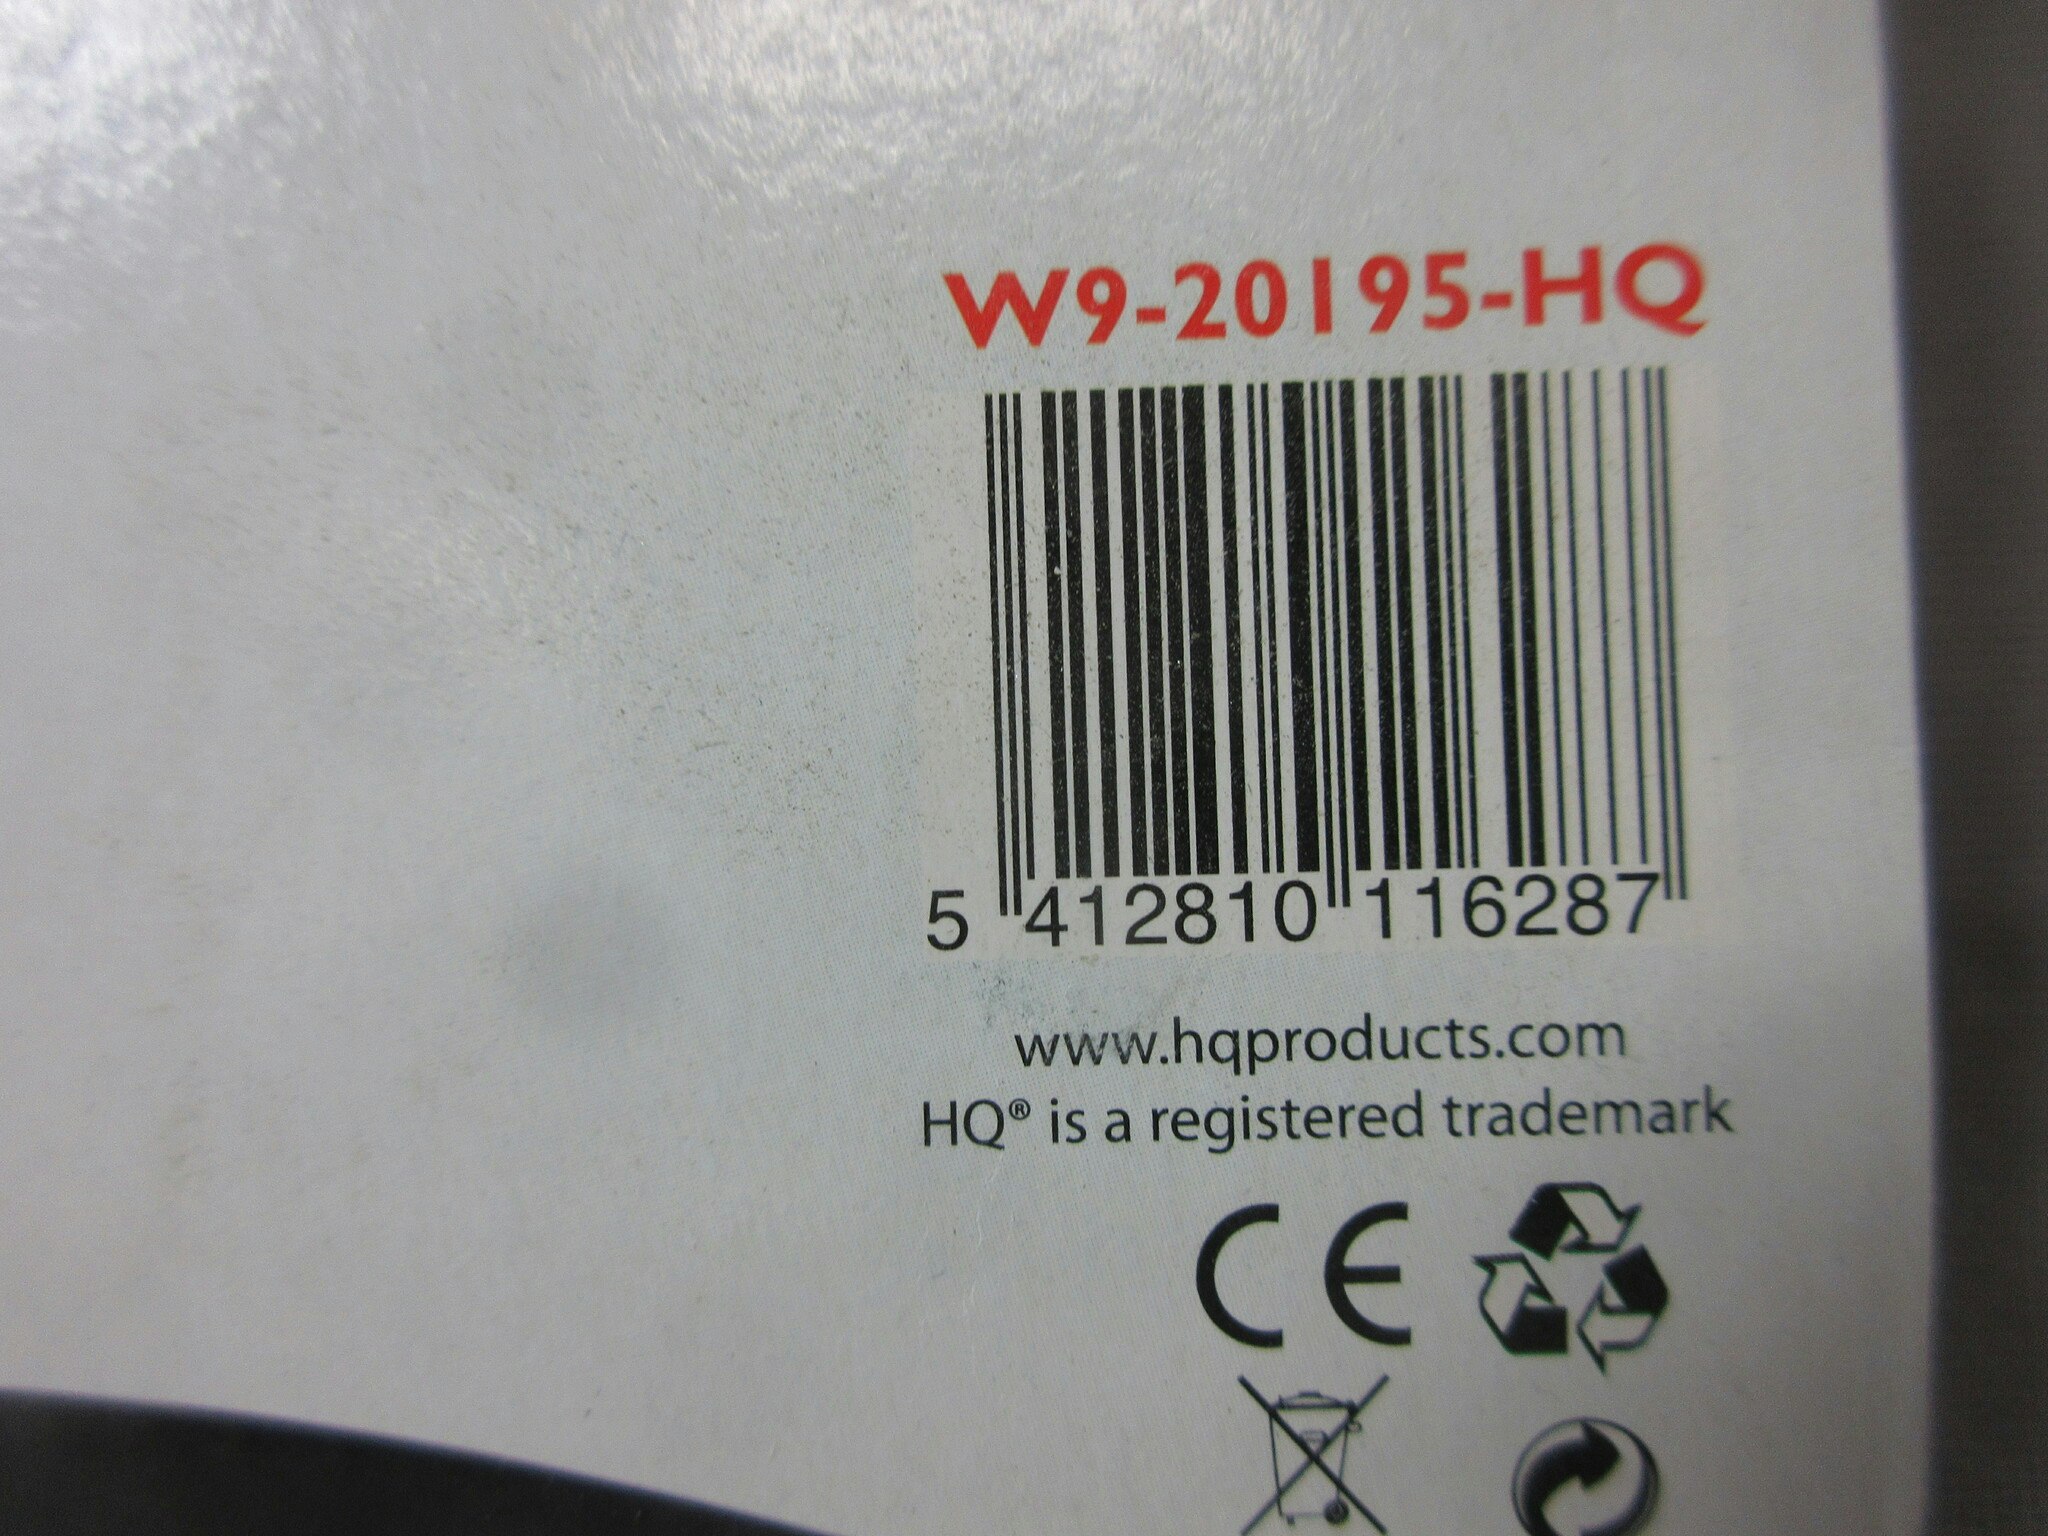 W9-20195-HQ
5 412810 116287
www.hqproducts.com
HQ® is a registered trademark
CE